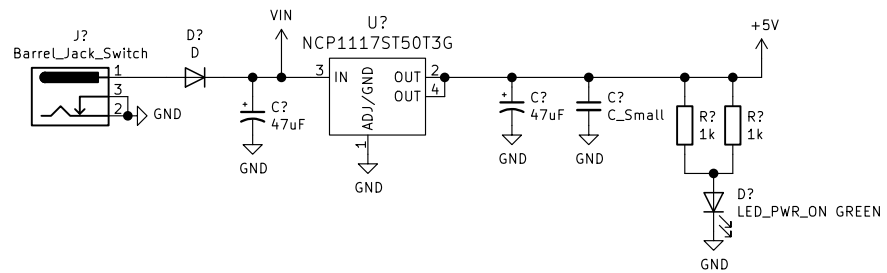 J?
Barrel_Jack_Switch
1
3
2
GND
D?
D
VIN
C?
47uF
GND
U?
NCP1117ST50T3G
3
IN
OUT
2
OUT
4
ADJ/GND
1
GND
C?
47uF
GND
C?
C_Small
GND
+5V
R?
1k
R?
1k
D?
LED_PWR_ON GREEN
GND